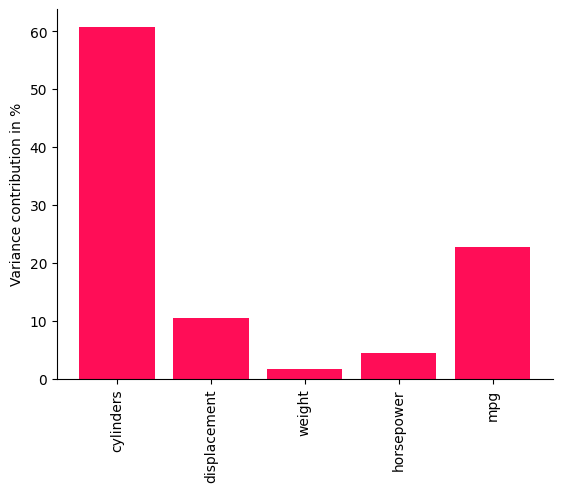 Variance contribution in %
60
50
40
30
20
10
0
cylinders
displacement
weight
horsepower
mpg